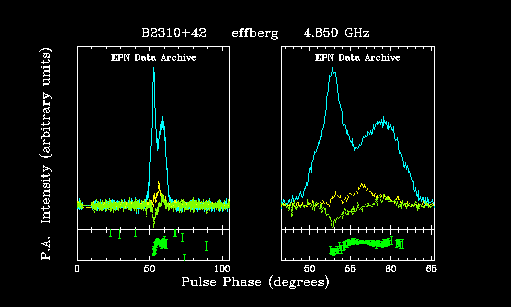 B2310+42 effberg 4.850 GHz
EPN Data Archive EPN Data Archive
P.A. Intensity (arbitrary units)
0 50 100 50 55 60 65
Pulse Phase (degrees)